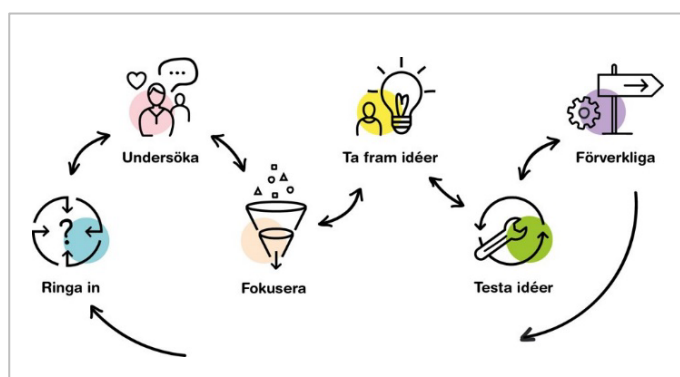 Undersöka
Ta fram idéer
Förverkliga
Ringa in
Fokusera
Testa idéer